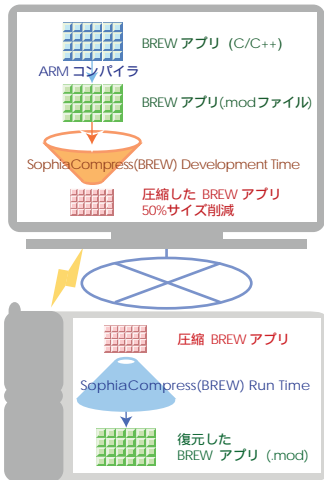 BREW アプリ (C/C++)
ARM コンパイラ
BREW アプリ(.modファイル)
SophiaCompress(BREW) Development Time
圧縮した BREW アプリ
50%サイズ削減
圧縮 BREW アプリ
SophiaCompress(BREW) Run Time
復元した
BREW アプリ (.mod)